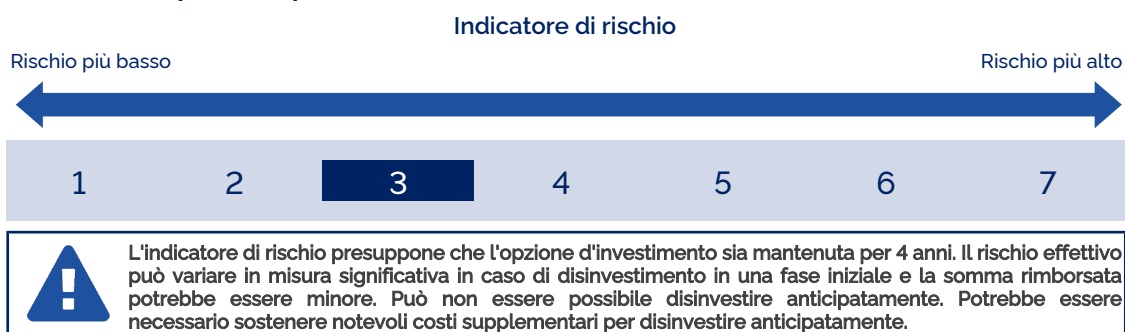 Indicatore di rischio
Rischio più basso Rischio più alto
1 2 3 4 5 6 7
L'indicatore di rischio presuppone che l'opzione d'investimento sia mantenuta per 4 anni. Il rischio effettivo
può variare in misura significativa in caso di disinvestimento in una fase iniziale e la somma rimborsata
potrebbe essere minore. Può non essere possibile disinvestire anticipatamente. Potrebbe essere
necessario sostenere notevoli costi supplementari per disinvestire anticipatamente.